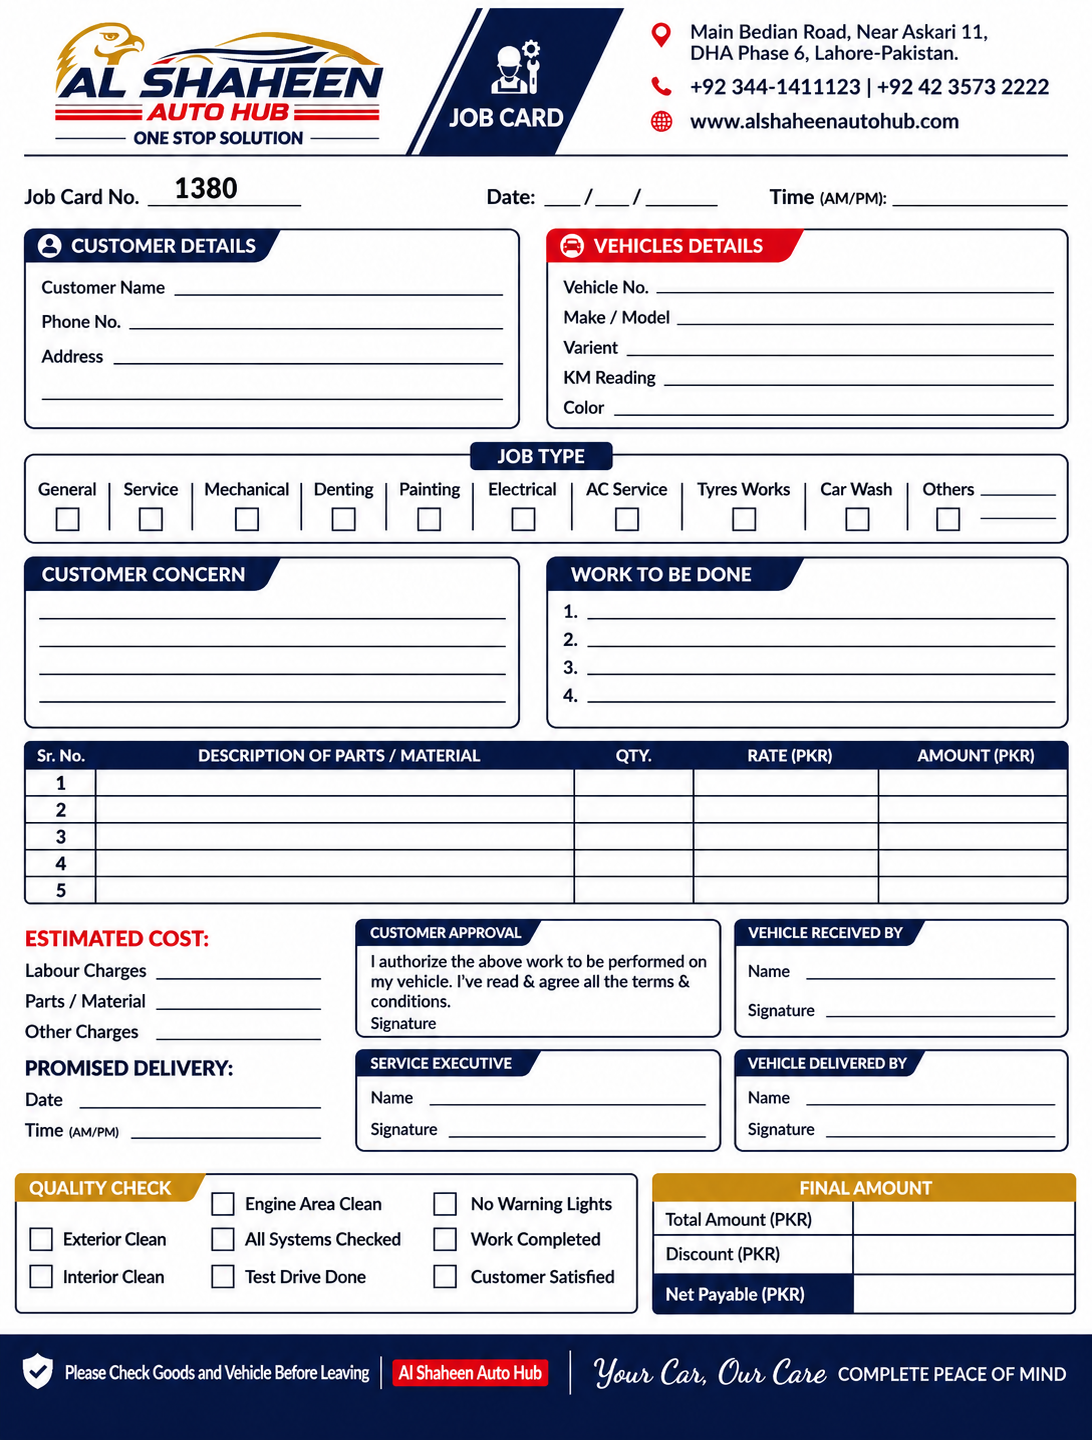 AL SHAHEEN
AUTO HUB
ONE STOP SOLUTION
JOB CARD
Main Bedian Road, Near Askari 11,
DHA Phase 6, Lahore-Pakistan.
+92 344-1411123 | +92 42 3573 2222
www.alshaheenautohub.com
Job Card No. 1380 Date: ___ / ___ / ______ Time (AM/PM):
CUSTOMER DETAILS
Customer Name
Phone No.
Address
VEHICLES DETAILS
Vehicle No.
Make / Model
Varient
KM Reading
Color
JOB TYPE
General | Service | Mechanical | Denting | Painting | Electrical | AC Service | Tyres Works | Car Wash | Others
CUSTOMER CONCERN
WORK TO BE DONE
1.
2.
3.
4.
Sr. No. DESCRIPTION OF PARTS / MATERIAL QTY. RATE (PKR) AMOUNT (PKR)
1
2
3
4
5
ESTIMATED COST:
Labour Charges
Parts / Material
Other Charges
PROMISED DELIVERY:
Date
Time (AM/PM)
CUSTOMER APPROVAL
I authorize the above work to be performed on
my vehicle. I've read & agree all the terms &
conditions.
Signature
VEHICLE RECEIVED BY
Name
Signature
SERVICE EXECUTIVE
Name
Signature
VEHICLE DELIVERED BY
Name
Signature
QUALITY CHECK
Exterior Clean
Interior Clean
Engine Area Clean
All Systems Checked
Test Drive Done
No Warning Lights
Work Completed
Customer Satisfied
FINAL AMOUNT
Total Amount (PKR)
Discount (PKR)
Net Payable (PKR)
Please Check Goods and Vehicle Before Leaving | Al Shaheen Auto Hub | Your Car, Our Care COMPLETE PEACE OF MIND